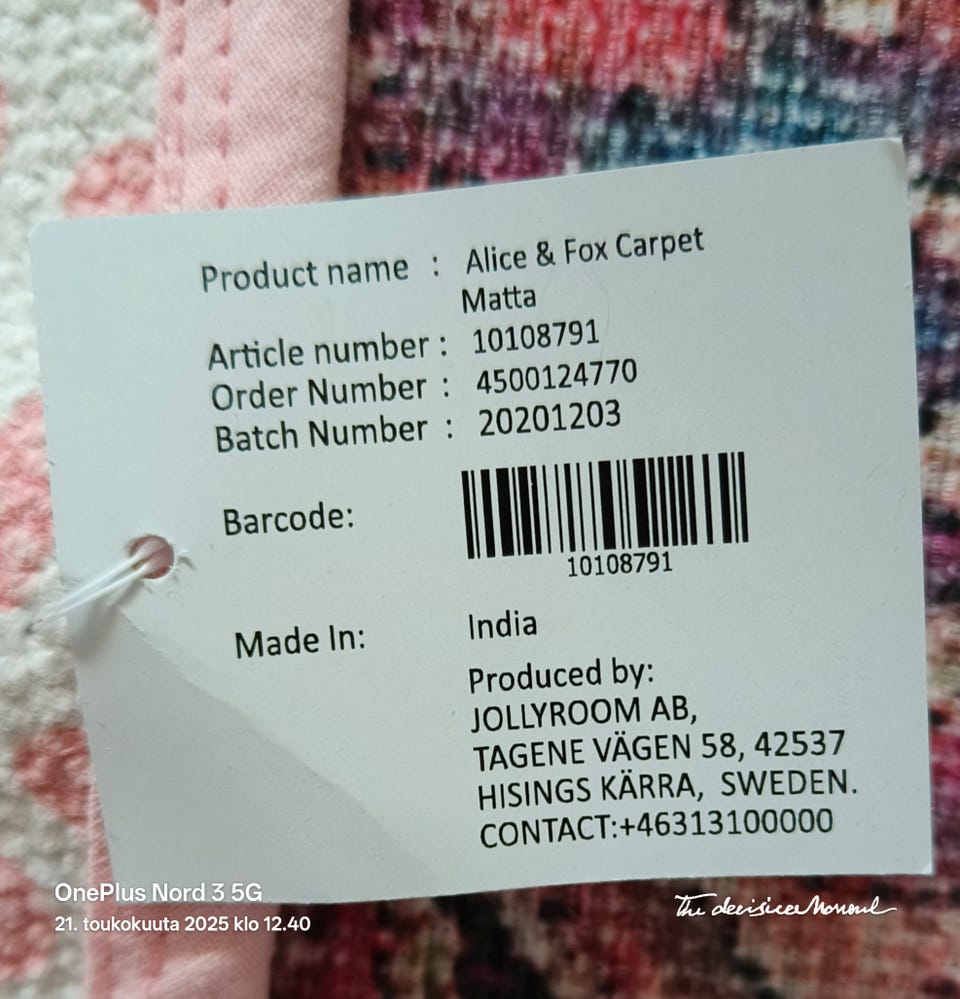 Product name : Alice & Fox Carpet
Matta
Article number : 10108791
Order Number : 4500124770
Batch Number : 20201203
Barcode:
10108791
Made In: India
Produced by:
JOLLYROOM AB,
TAGENE VÄGEN 58, 42537
HISINGS KÄRRA, SWEDEN.
CONTACT:+46313100000
OnePlus Nord 3 5G
21. toukokuuta 2025 klo 12.40
The